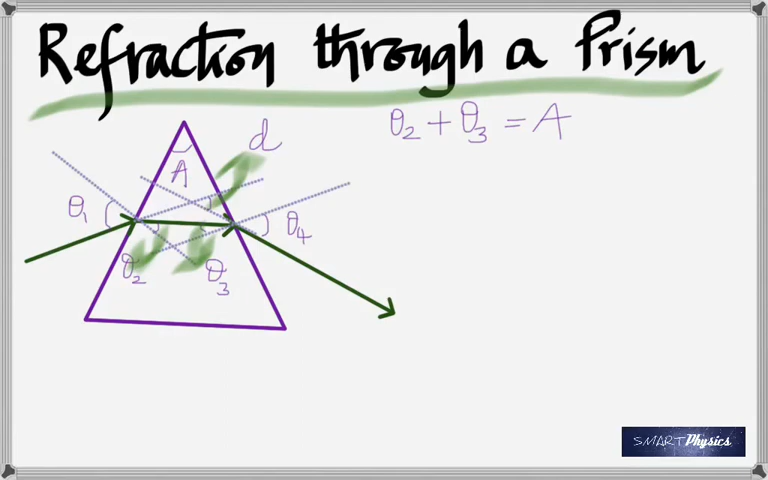 Refraction through a Prism
θ₂ + θ₃ = A
d
A
θ₁
θ₄
θ₂
θ₃
SMARTPhysics